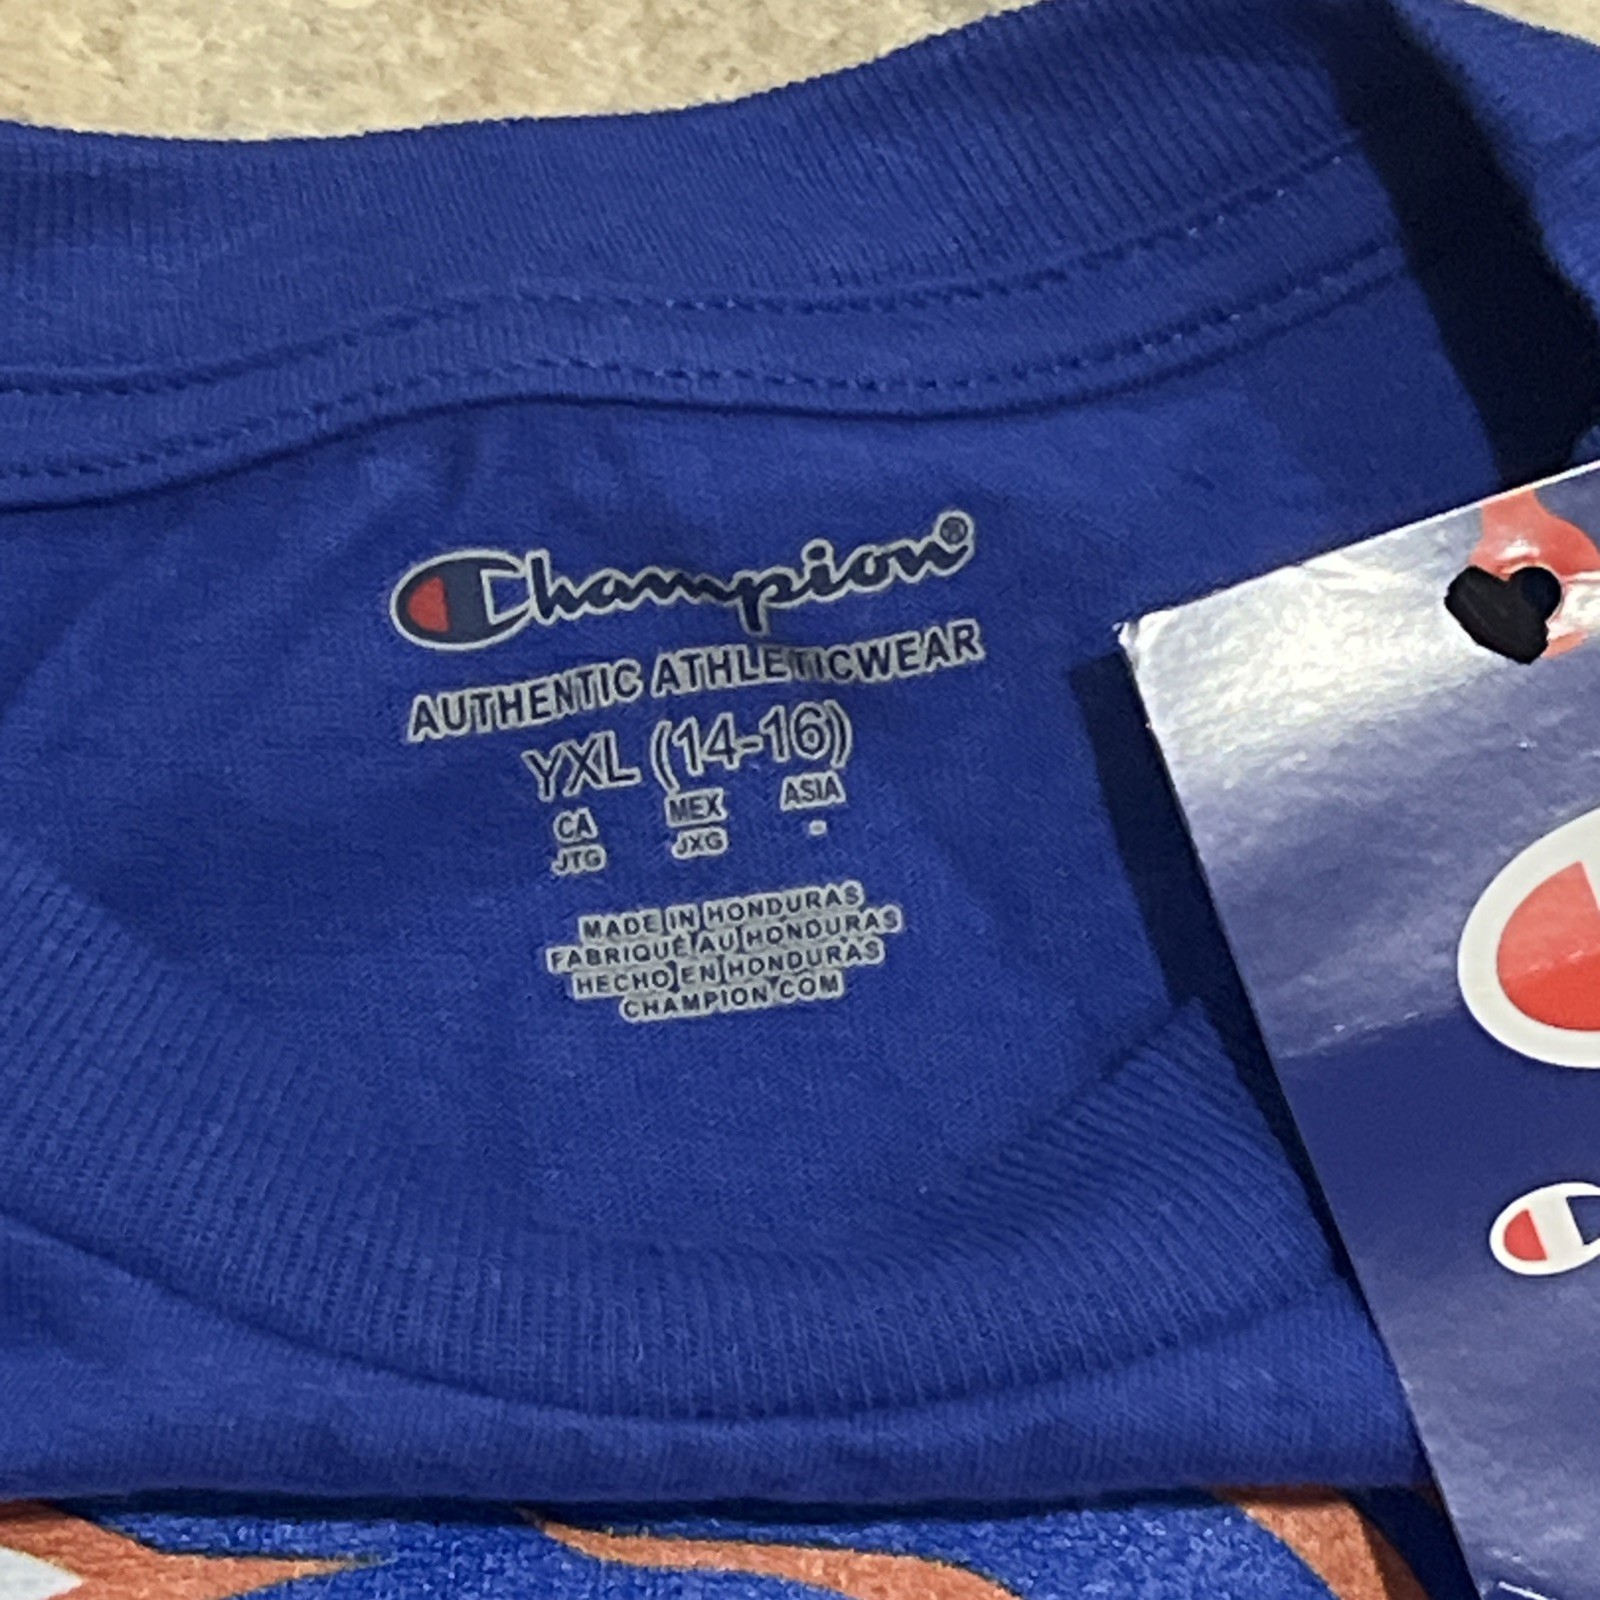 Champion®
AUTHENTIC ATHLETICWEAR
YXL (14-16)
CA MEX ASIA
JTG JXG -
MADE IN HONDURAS
FABRIQUÉ AU HONDURAS
HECHO EN HONDURAS
CHAMPION.COM